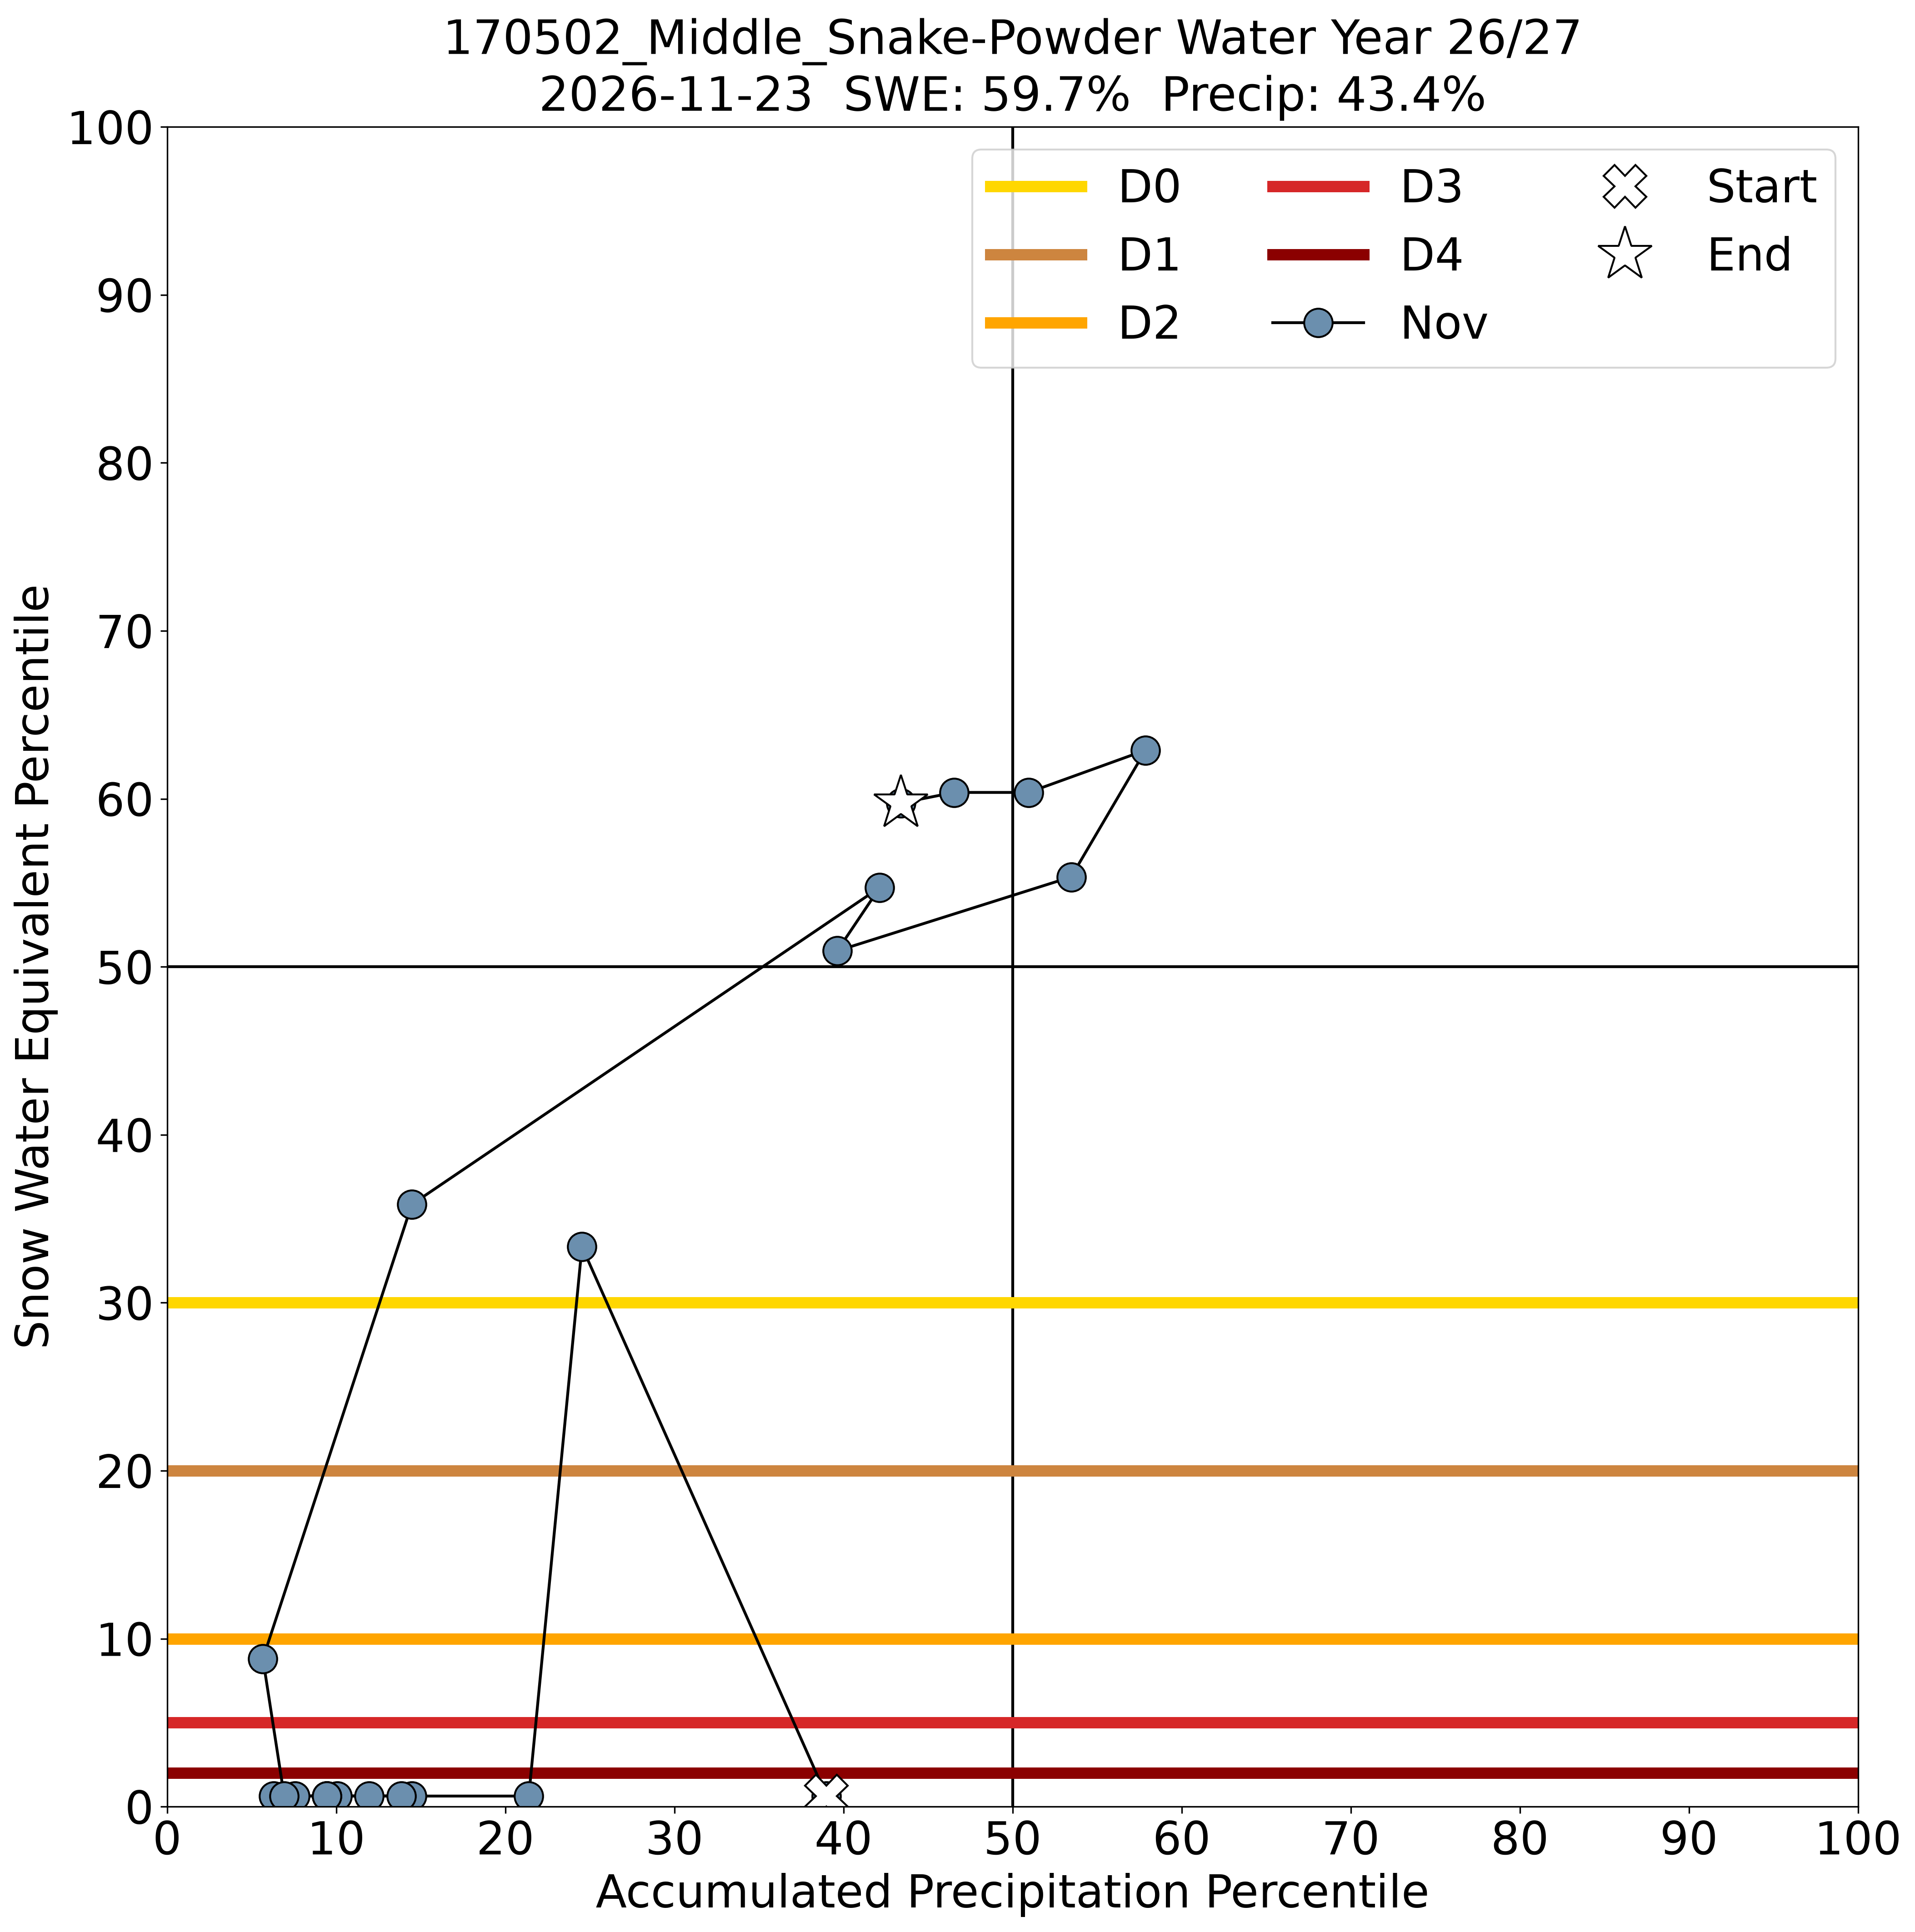 170502_Middle_Snake-Powder Water Year 26/27
2026-11-23 SWE: 59.7% Precip: 43.4%
100
90
80
70
60
50
40
30
20
10
0
Snow Water Equivalent Percentile
D0
D1
D2
D3
D4
Nov
Start
End
0 10 20 30 40 50 60 70 80 90 100
Accumulated Precipitation Percentile